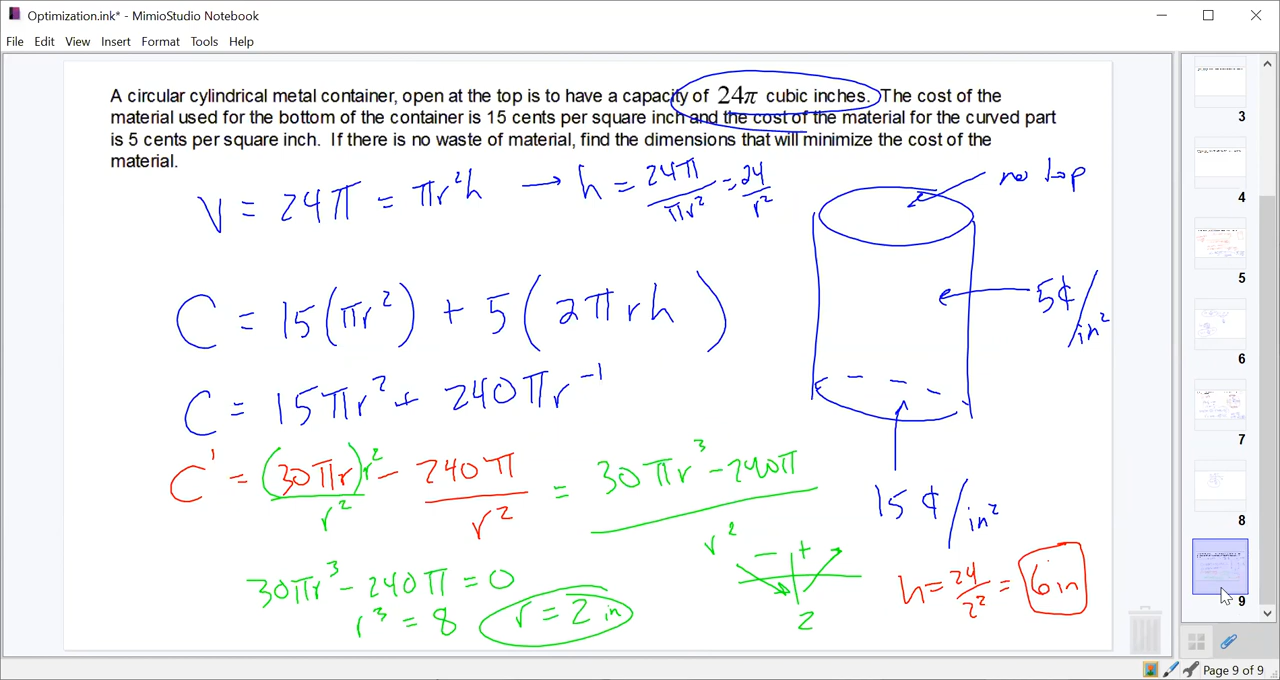 Optimization.ink* - MimioStudio Notebook
File Edit View Insert Format Tools Help
A circular cylindrical metal container, open at the top is to have a capacity of 24π cubic inches. The cost of the
material used for the bottom of the container is 15 cents per square inch and the cost of the material for the curved part
is 5 cents per square inch. If there is no waste of material, find the dimensions that will minimize the cost of the
material.
V = 24π = πr²h → h = 24π/πr² = 24/r²
no top
C = 15(πr²) + 5(2πrh)
5¢/in²
C = 15πr² + 240πr⁻¹
C' = (30πr)r²/r² - 240π/r² = 30πr³ - 240π/r²
15¢/in²
30πr³ - 240π = 0
r³ = 8
r = 2 in
- +
2
h = 24/2² = 6 in
3
4
5
6
7
8
9
Page 9 of 9